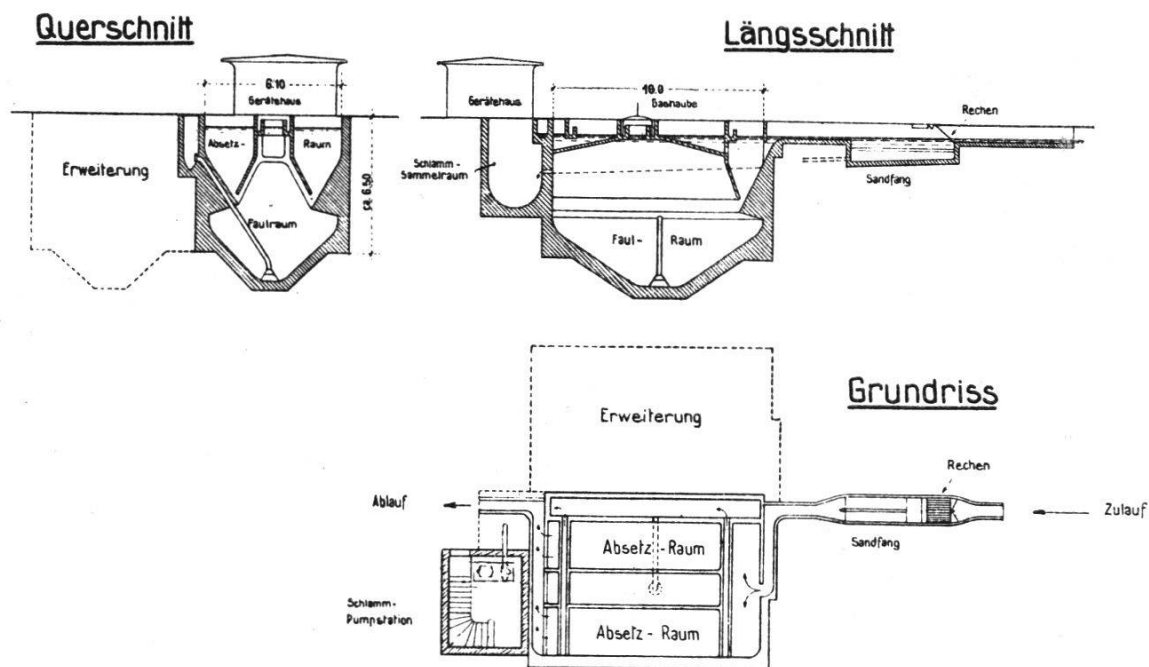 Querschnitt
6.10
Gerätehaus
Absetz - Raum
Erweiterung
ca. 6.50
Faulraum
Längsschnitt
10.0
Gerätehaus
Gashaube
Rechen
Schlamm-
Sammelraum
Sandfang
Faul - Raum
Grundriss
Erweiterung
Rechen
Ablauf
Zulauf
Sandfang
Absetz - Raum
Schlamm-
Pumpstation
Absetz - Raum